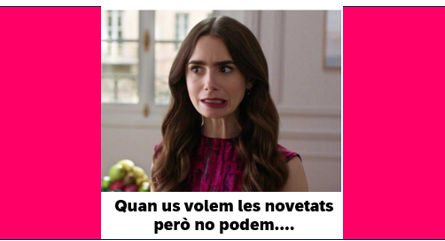 Quan us volem les novetats
però no podem....